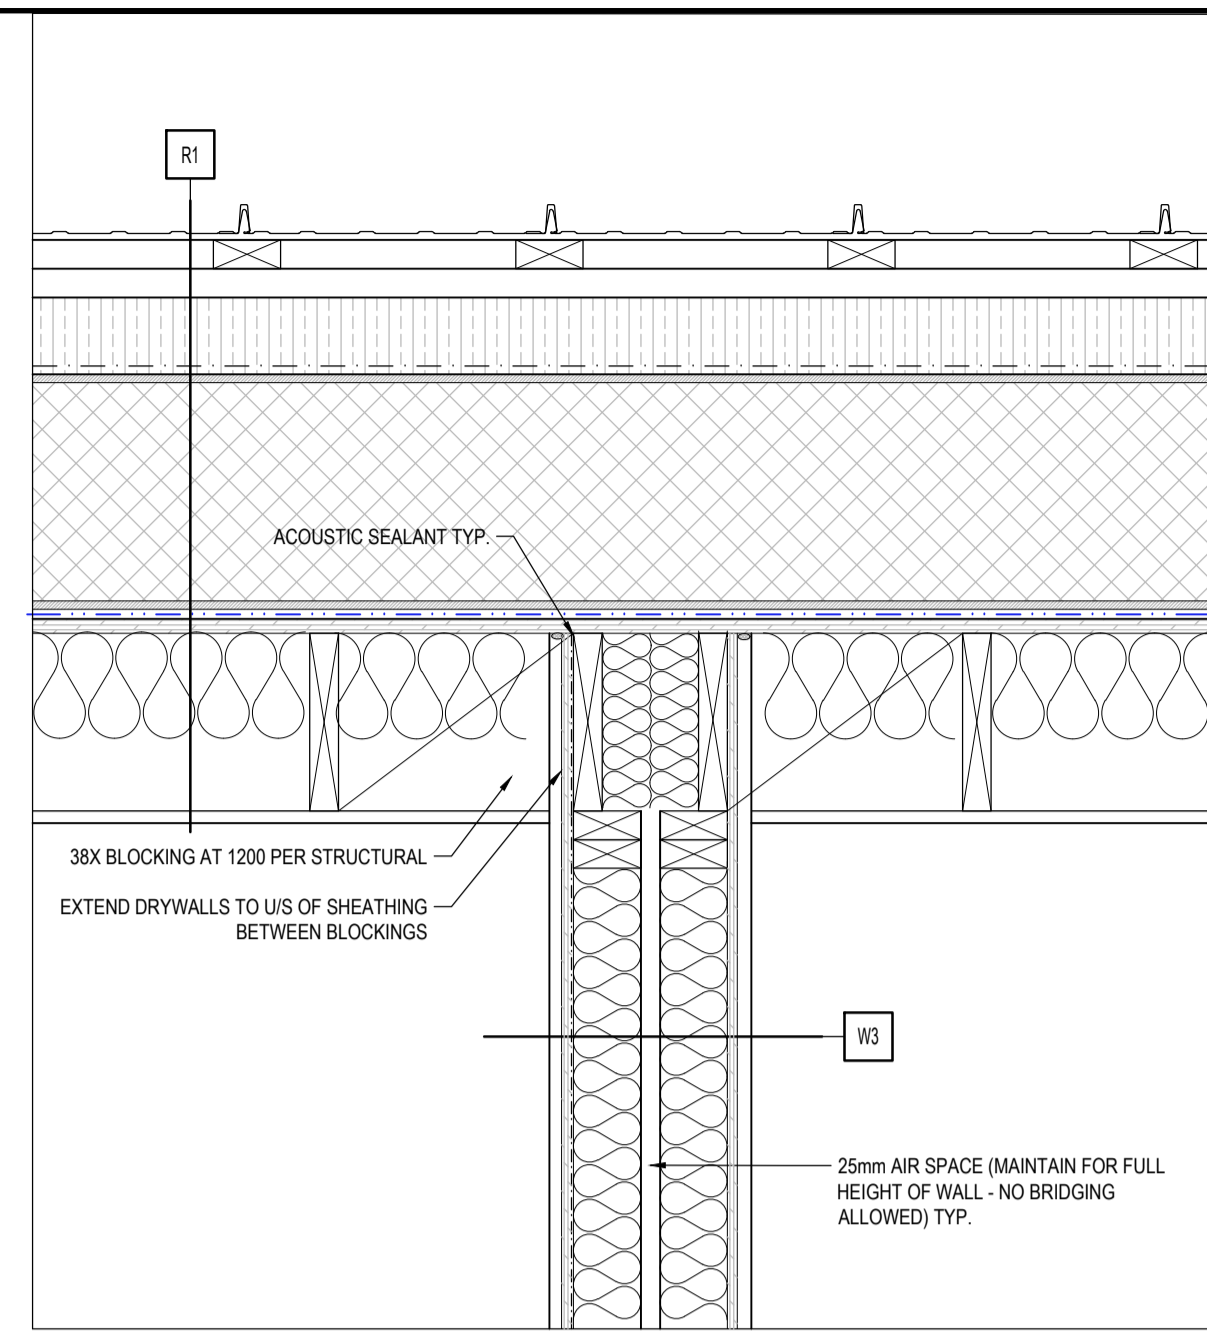 R1
ACOUSTIC SEALANT TYP.
38X BLOCKING AT 1200 PER STRUCTURAL
EXTEND DRYWALLS TO U/S OF SHEATHING
BETWEEN BLOCKINGS
W3
25mm AIR SPACE (MAINTAIN FOR FULL
HEIGHT OF WALL - NO BRIDGING
ALLOWED) TYP.